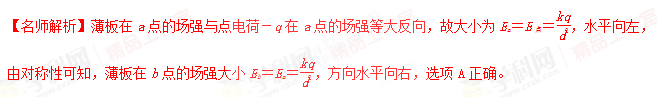 【名师解析】薄板在 a 点的场强与点电荷－q 在 a 点的场强等大反向，故大小为 Eₐ＝E点＝kq/d²，水平向左，
由对称性可知，薄板在 b 点的场强大小 E_b＝Eₐ＝kq/d²，方向水平向右，选项 A 正确。